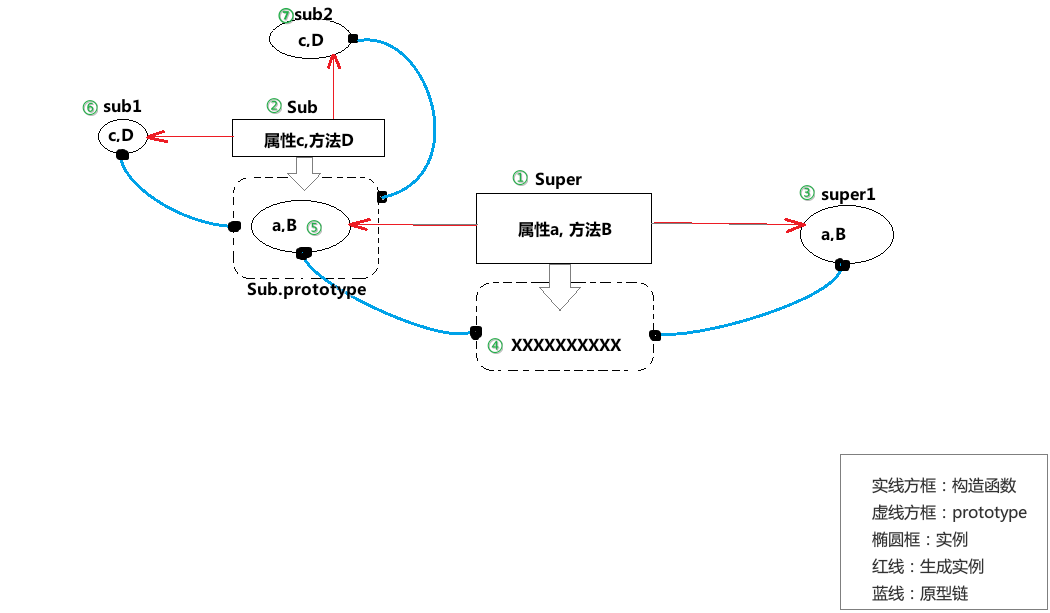 ⑦sub2
c,D
⑥ sub1
② Sub
c,D
属性c,方法D
① Super
③ super1
a,B ⑤
属性a, 方法B
a,B
Sub.prototype
④ XXXXXXXXXX
实线方框：构造函数
虚线方框：prototype
椭圆框：实例
红线：生成实例
蓝线：原型链